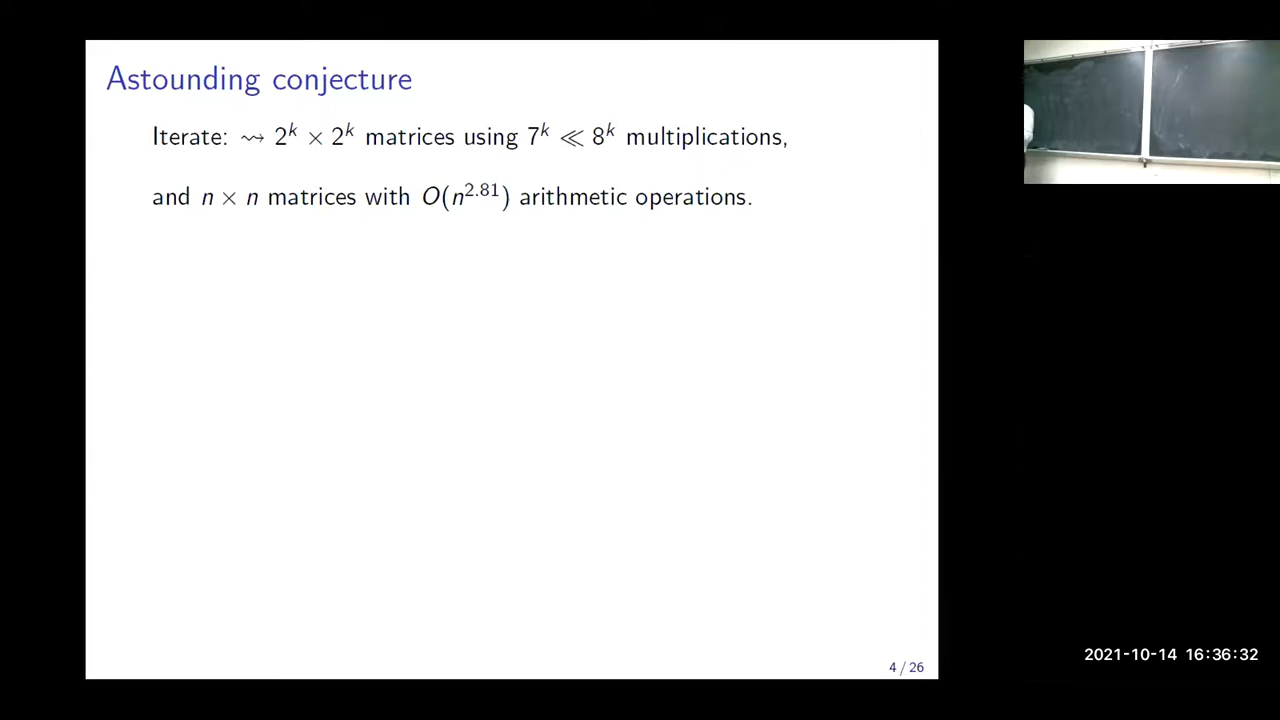 Astounding conjecture
Iterate: ⇝ 2^k × 2^k matrices using 7^k ≪ 8^k multiplications,
and n × n matrices with O(n^2.81) arithmetic operations.
4 / 26
2021-10-14 16:36:32